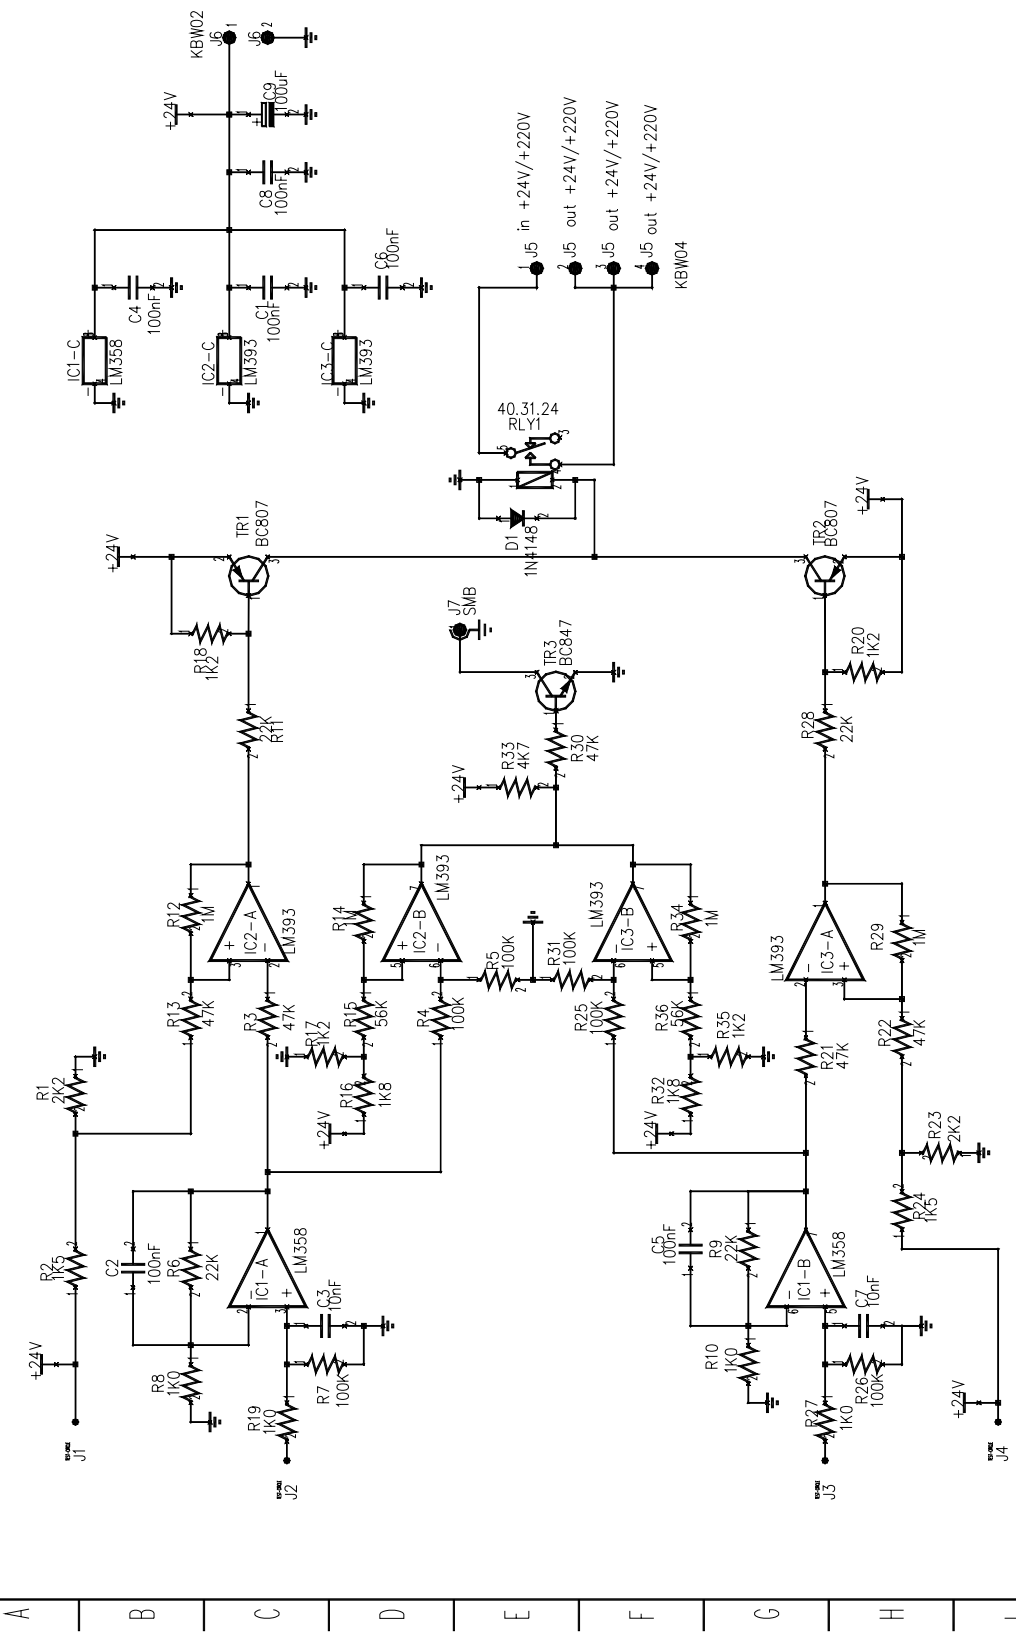 KBW02
J6 1
J6 2
+24V
C9
100uF
C8
100nF
C4
100nF
C1
100nF
C6
100nF
IC1-C
LM358
IC2-C
LM393
IC3-C
LM393
J5 1 in +24V/+220V
J5 2 out +24V/+220V
J5 3 out +24V/+220V
J5 4 out +24V/+220V
KBW04
40.31.24
RLY1
D1
1N4148
+24V
TR1
BC807
+24V
TR2
BC807
R18
1K2
J7
SMB
TR3
BC847
R20
1K2
22K
R11
R33
4K7
+24V
R30
47K
R28
22K
R12
1M
IC2-A
LM393
R14
1M
IC2-B
LM393
LM393
IC3-B
R34
1M
LM393
IC3-A
R29
1M
R13
47K
R3
47K
R17
1K2
R15
56K
R4
100K
R5
100K
R31
100K
R25
100K
R36
56K
R35
1K2
R21
47K
R22
47K
R1
2K2
R16
1K8
+24V
R32
1K8
+24V
R23
2K2
R2
1K5
C2
100nF
R6
22K
IC1-A
LM358
C3
10nF
C5
100nF
R9
22K
IC1-B
LM358
C7
10nF
R24
1K5
+24V
R8
1K0
R19
1K0
R7
100K
R10
1K0
R27
1K0
R26
100K
+24V
J1
J2
J3
J4
A
B
C
D
E
F
G
H